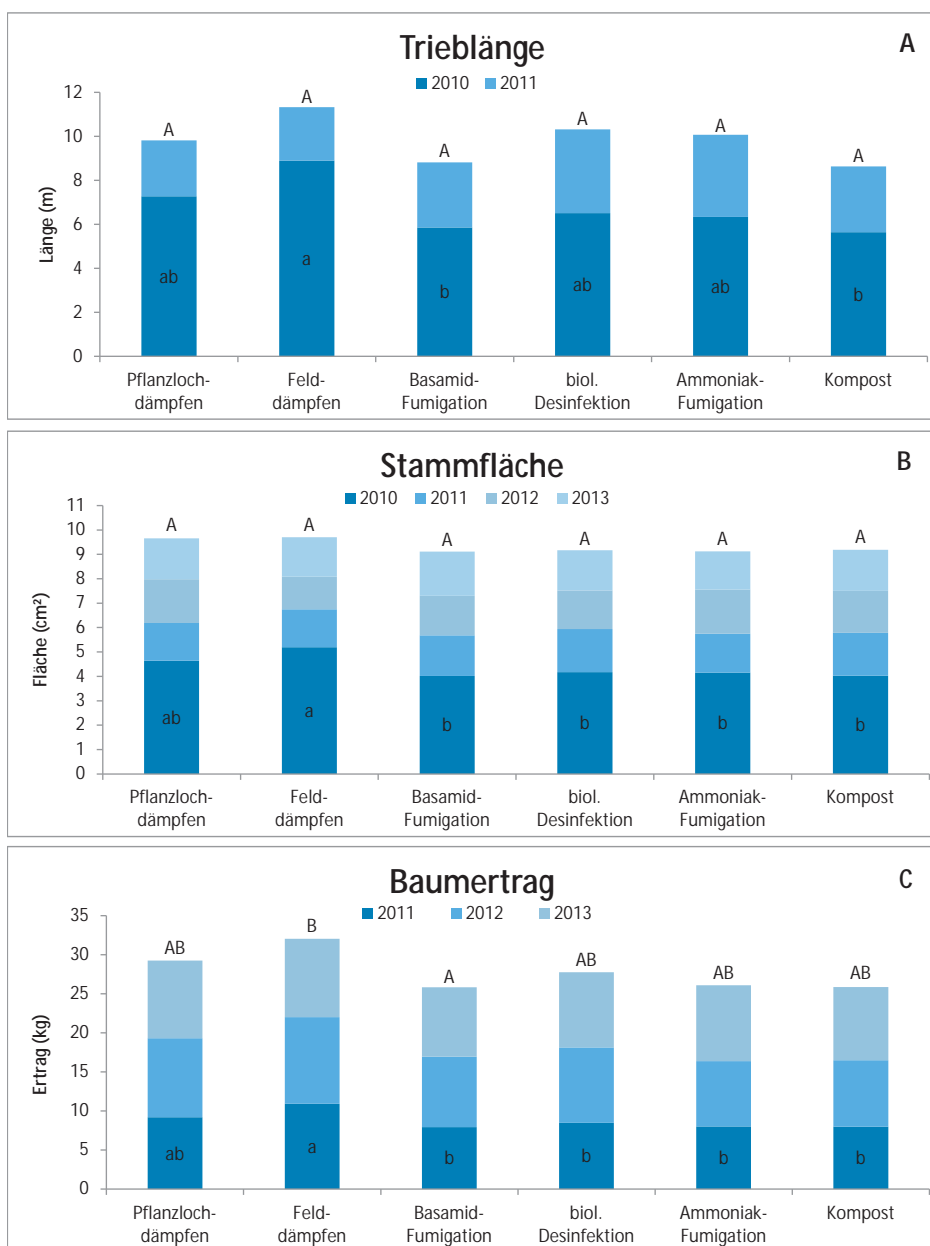 Trieblänge
A
2010 2011
12
10
8
6
4
2
0
Länge (m)
A A A A A A
ab a b ab ab b
Pflanzloch- Feld- Basamid- biol. Ammoniak- Kompost
dämpfen dämpfen Fumigation Desinfektion Fumigation
Stammfläche
B
2010 2011 2012 2013
11
10
9
8
7
6
5
4
3
2
1
0
Fläche (cm²)
A A A A A A
ab a b b b b
Pflanzloch- Feld- Basamid- biol. Ammoniak- Kompost
dämpfen dämpfen Fumigation Desinfektion Fumigation
Baumertrag
C
2011 2012 2013
35
30
25
20
15
10
5
0
Ertrag (kg)
AB B A AB AB AB
ab a b b b b
Pflanzloch- Feld- Basamid- biol. Ammoniak- Kompost
dämpfen dämpfen Fumigation Desinfektion Fumigation